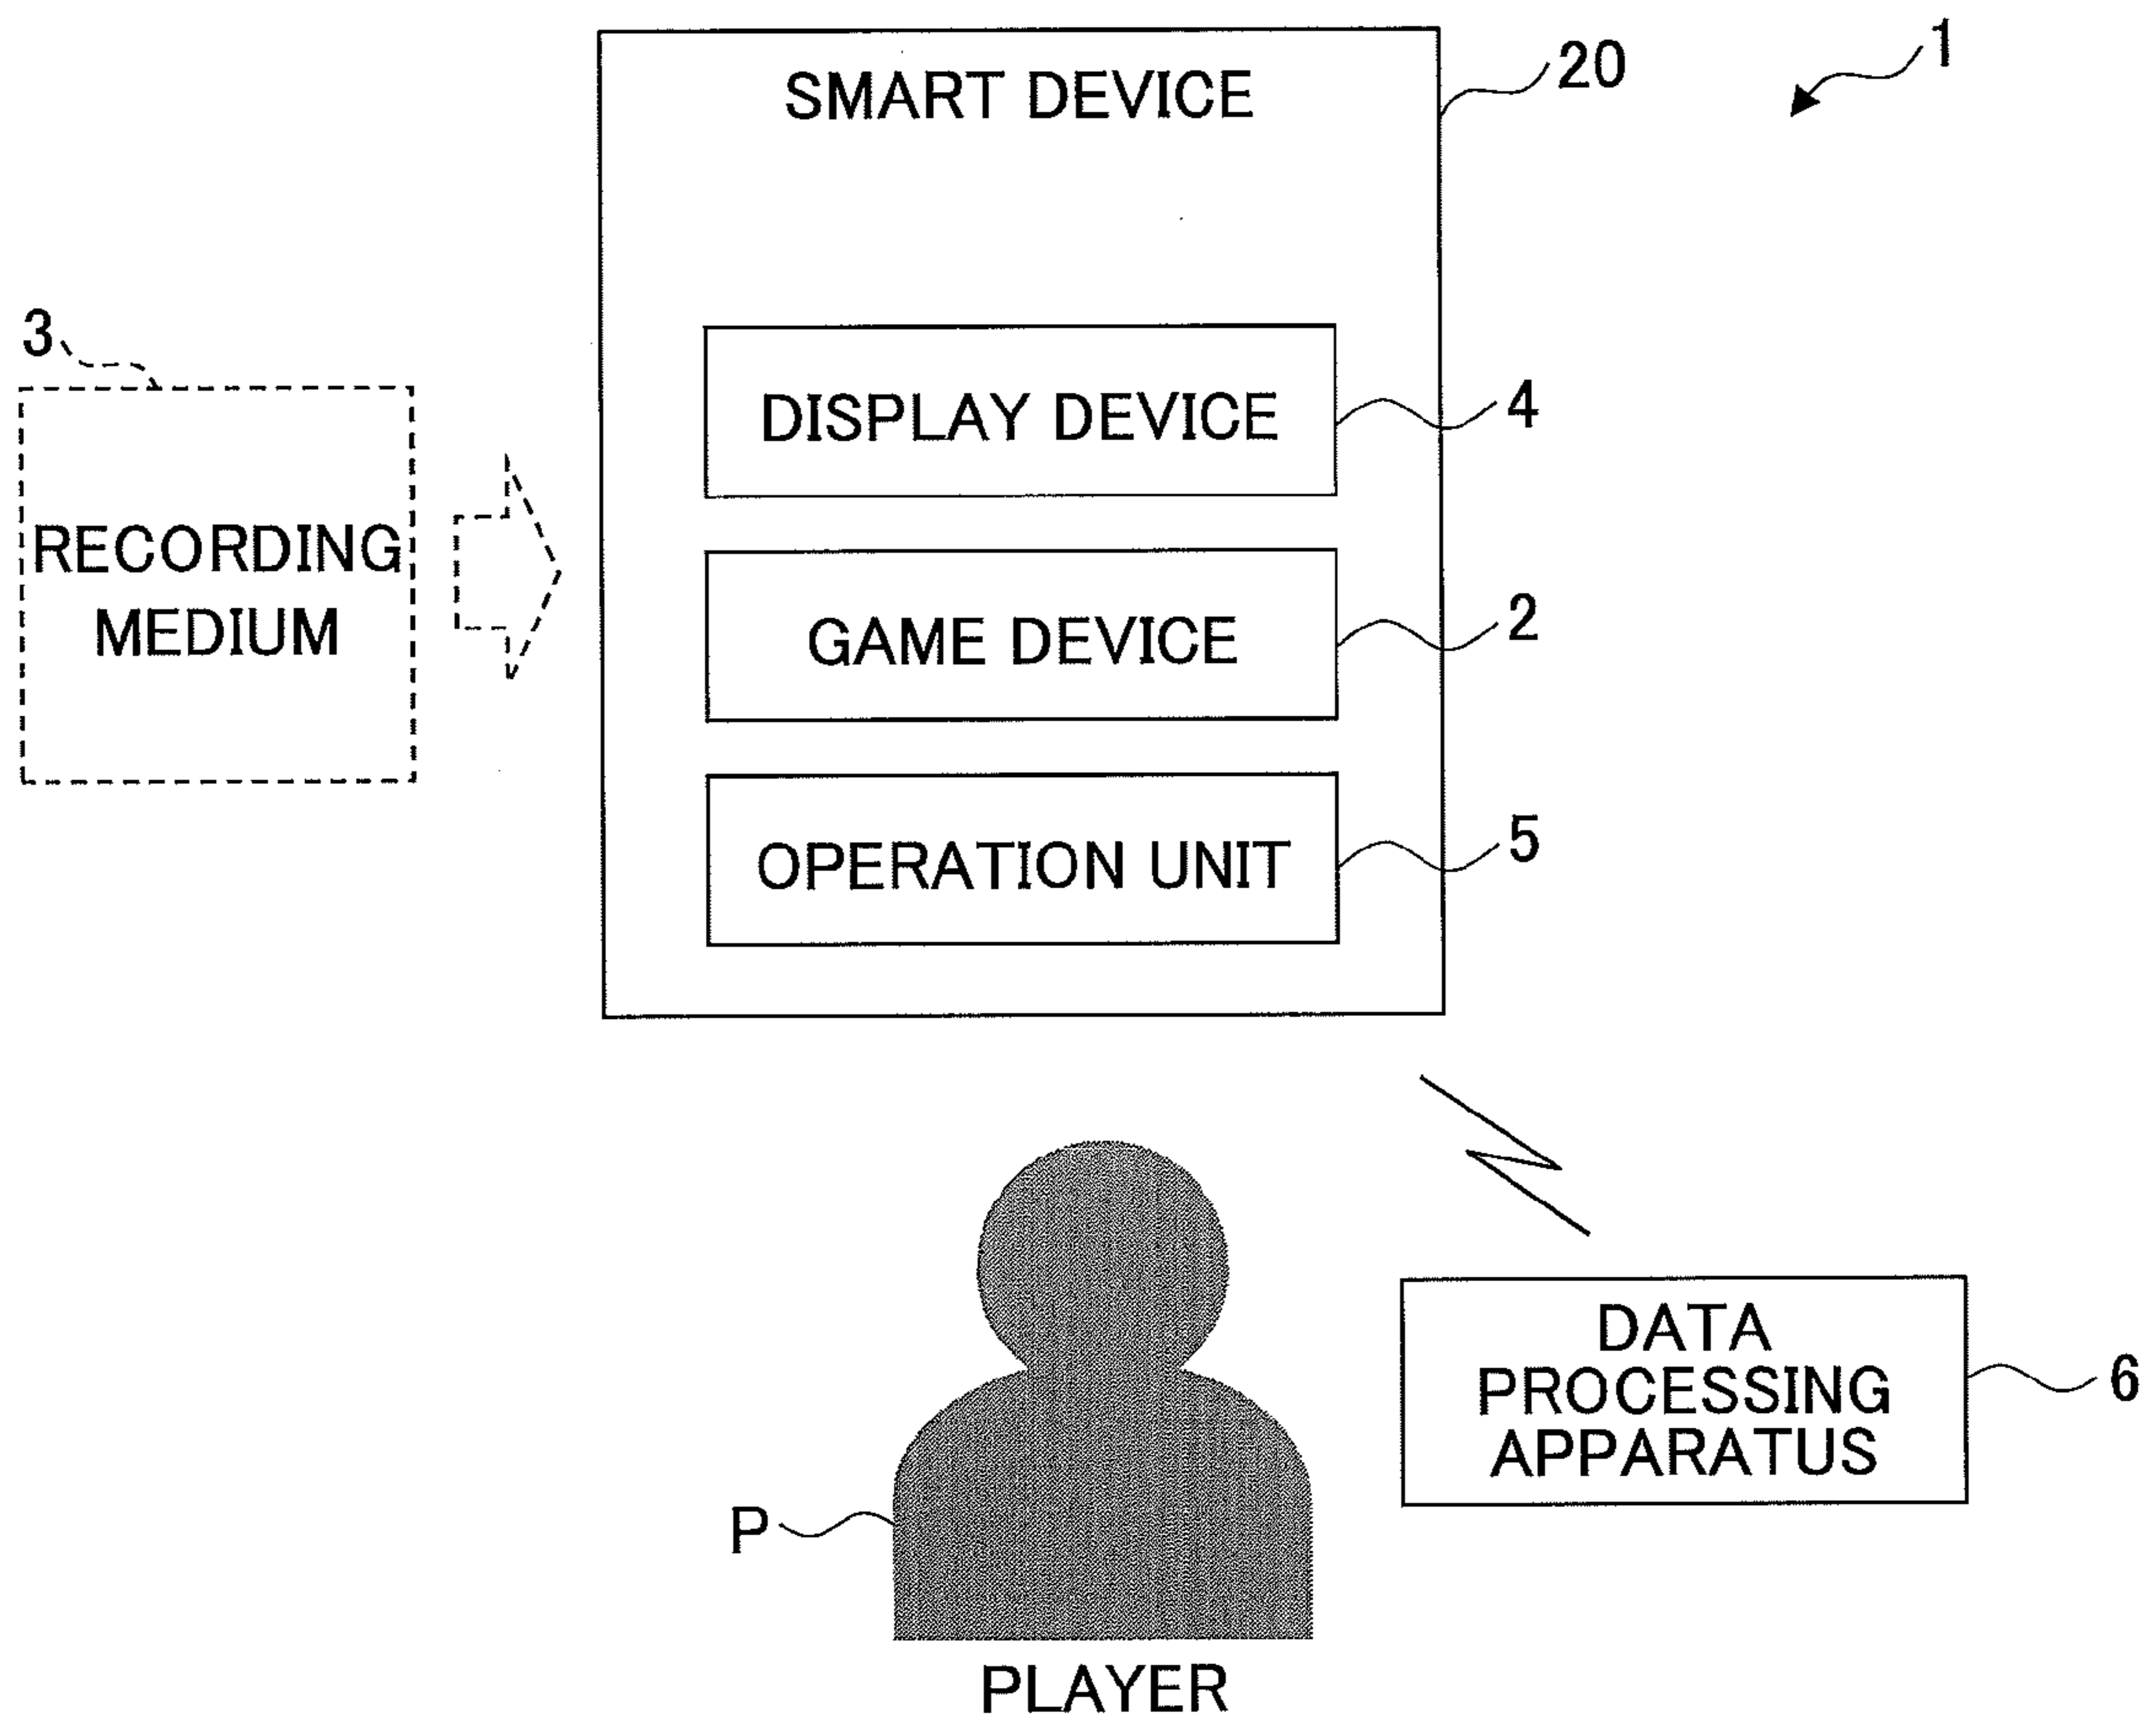 1
20
SMART DEVICE
3
DISPLAY DEVICE
4
RECORDING
MEDIUM
GAME DEVICE
2
OPERATION UNIT
5
DATA
PROCESSING
APPARATUS
6
P
PLAYER